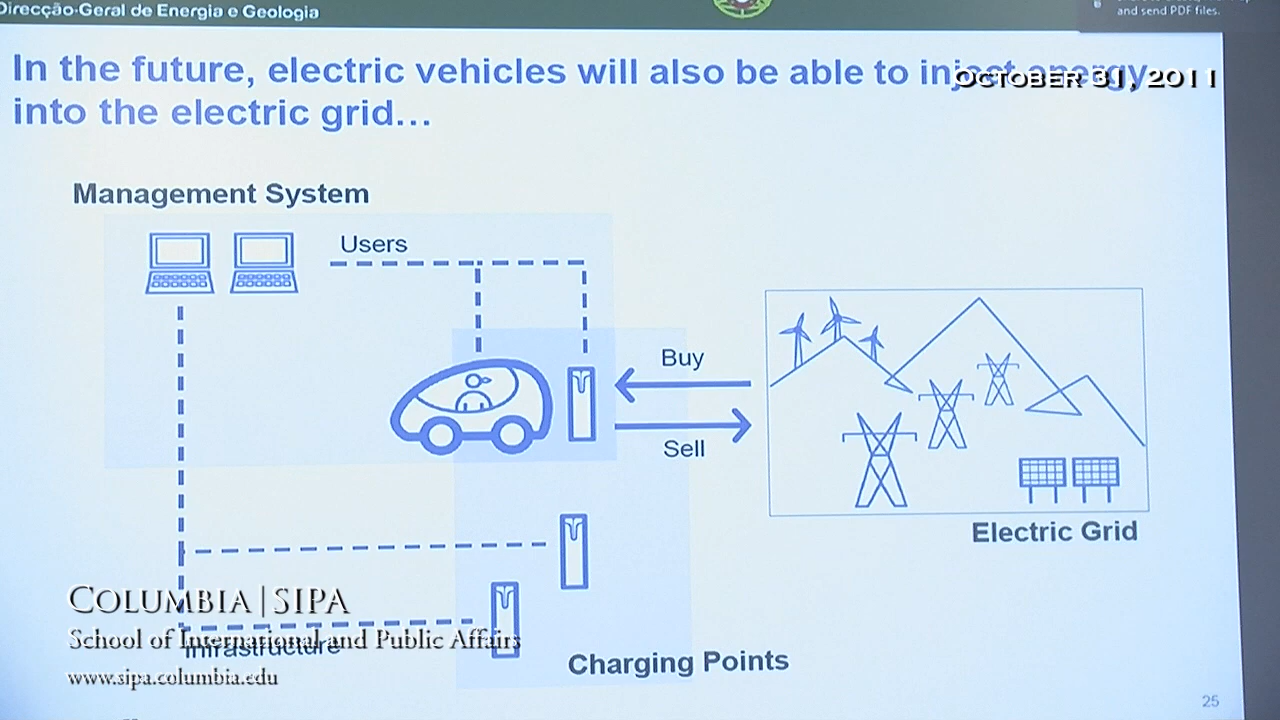 Direcção-Geral de Energia e Geologia
and send PDF files.
In the future, electric vehicles will also be able to inject energy
OCTOBER 31, 2011
into the electric grid…
Management System
Users
Buy
Sell
Electric Grid
COLUMBIA | SIPA
School of International and Public Affairs
Infrastructure
www.sipa.columbia.edu
Charging Points
25